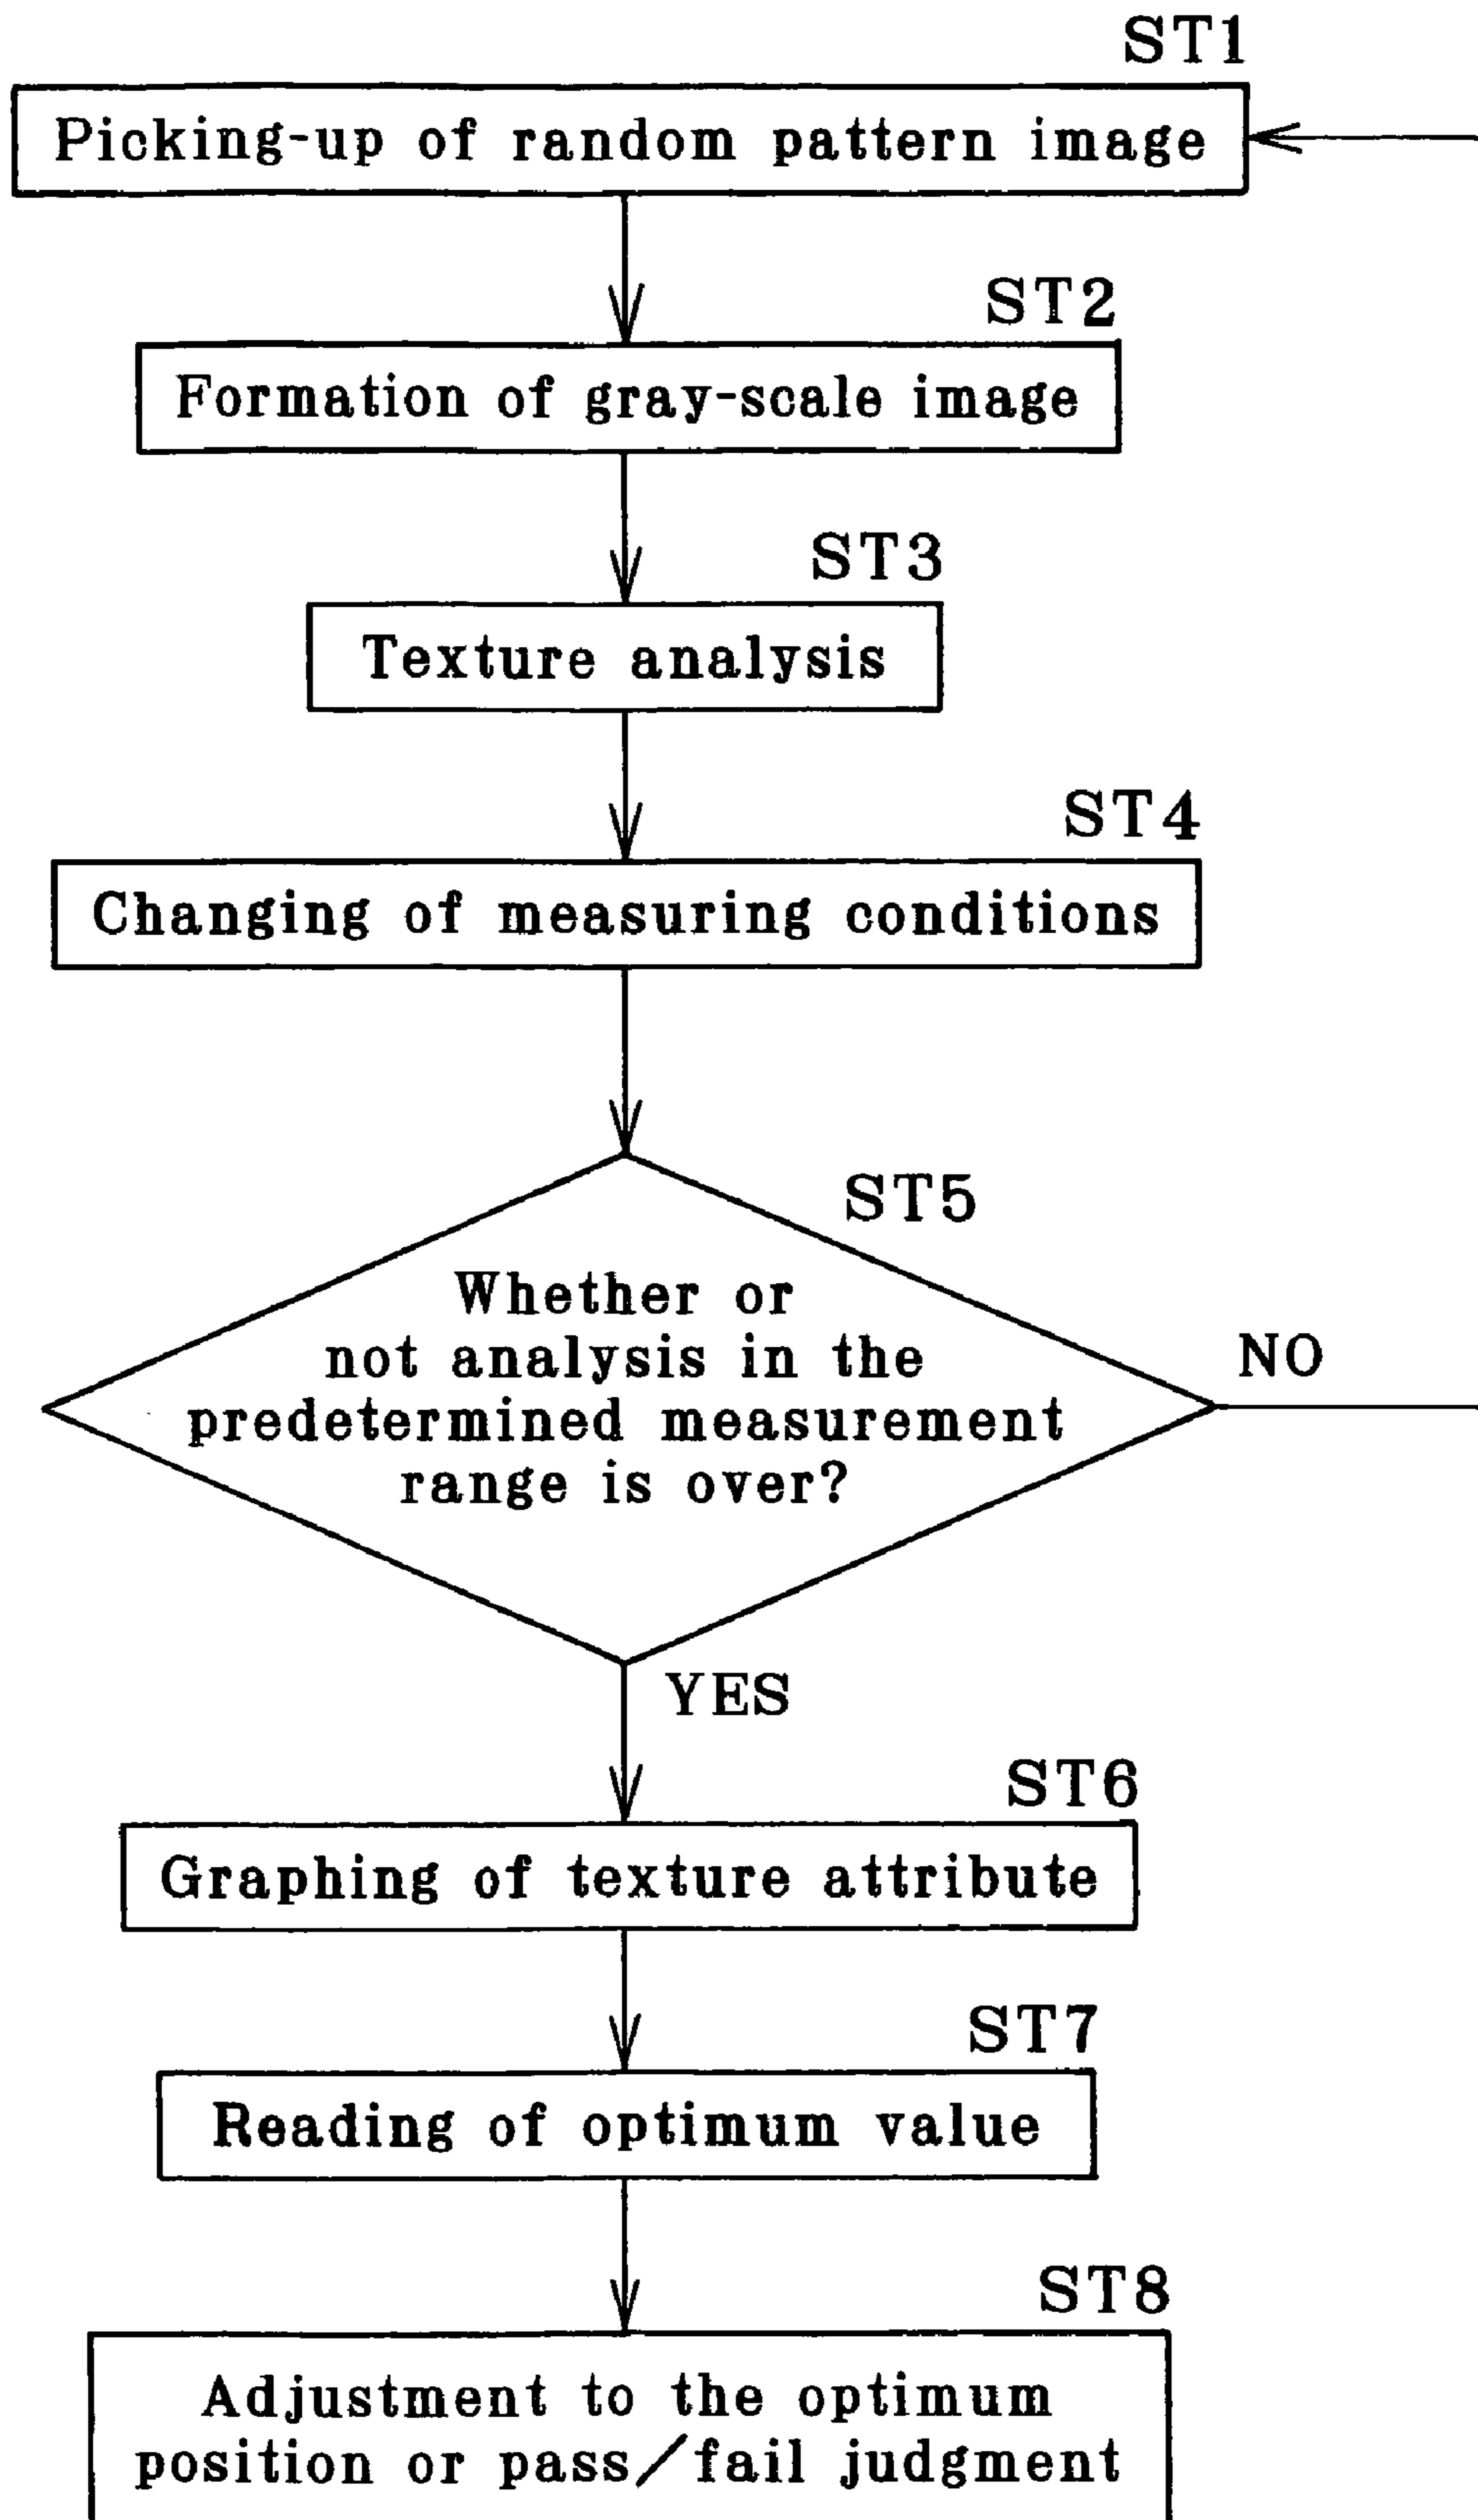 ST1
Picking-up of random pattern image
ST2
Formation of gray-scale image
ST3
Texture analysis
ST4
Changing of measuring conditions
ST5
Whether or
not analysis in the
predetermined measurement
range is over?
NO
YES
ST6
Graphing of texture attribute
ST7
Reading of optimum value
ST8
Adjustment to the optimum
position or pass/fail judgment